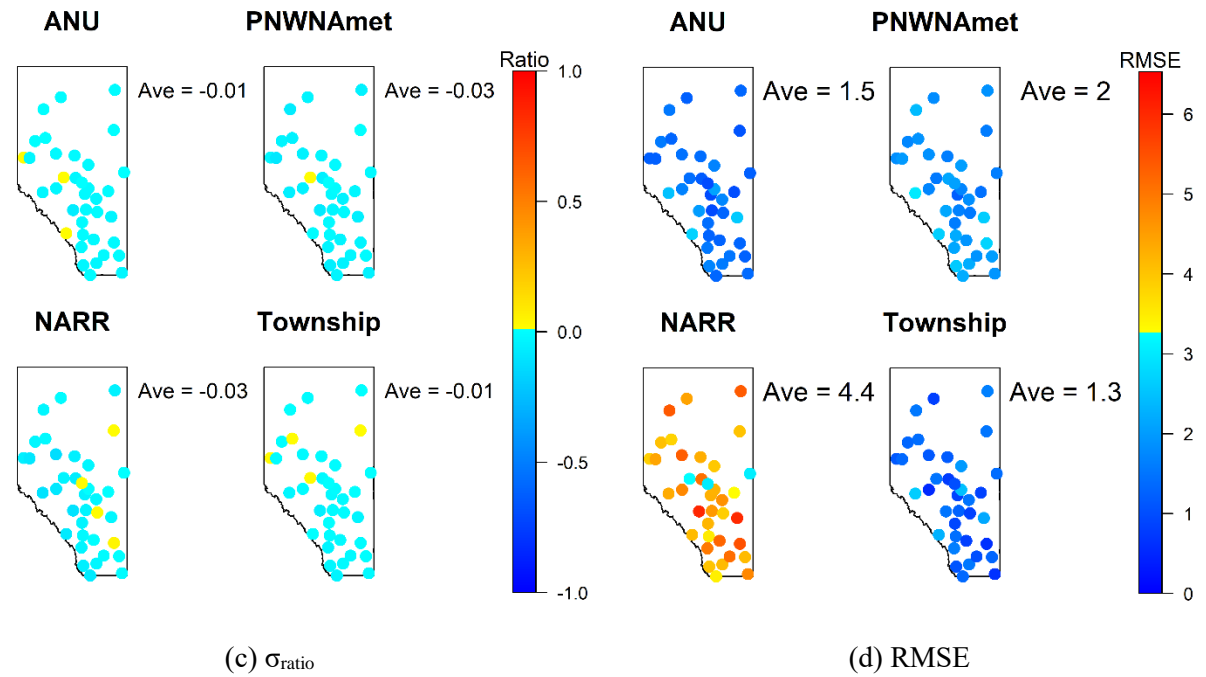 ANU PNWNAmet
Ratio
1.0
Ave = -0.01 Ave = -0.03
0.5
0.0
NARR Township
Ave = -0.03 Ave = -0.01
-0.5
-1.0
(c) σratio
ANU PNWNAmet
RMSE
Ave = 1.5 Ave = 2
6
5
4
NARR Township
3
Ave = 4.4 Ave = 1.3
2
1
0
(d) RMSE